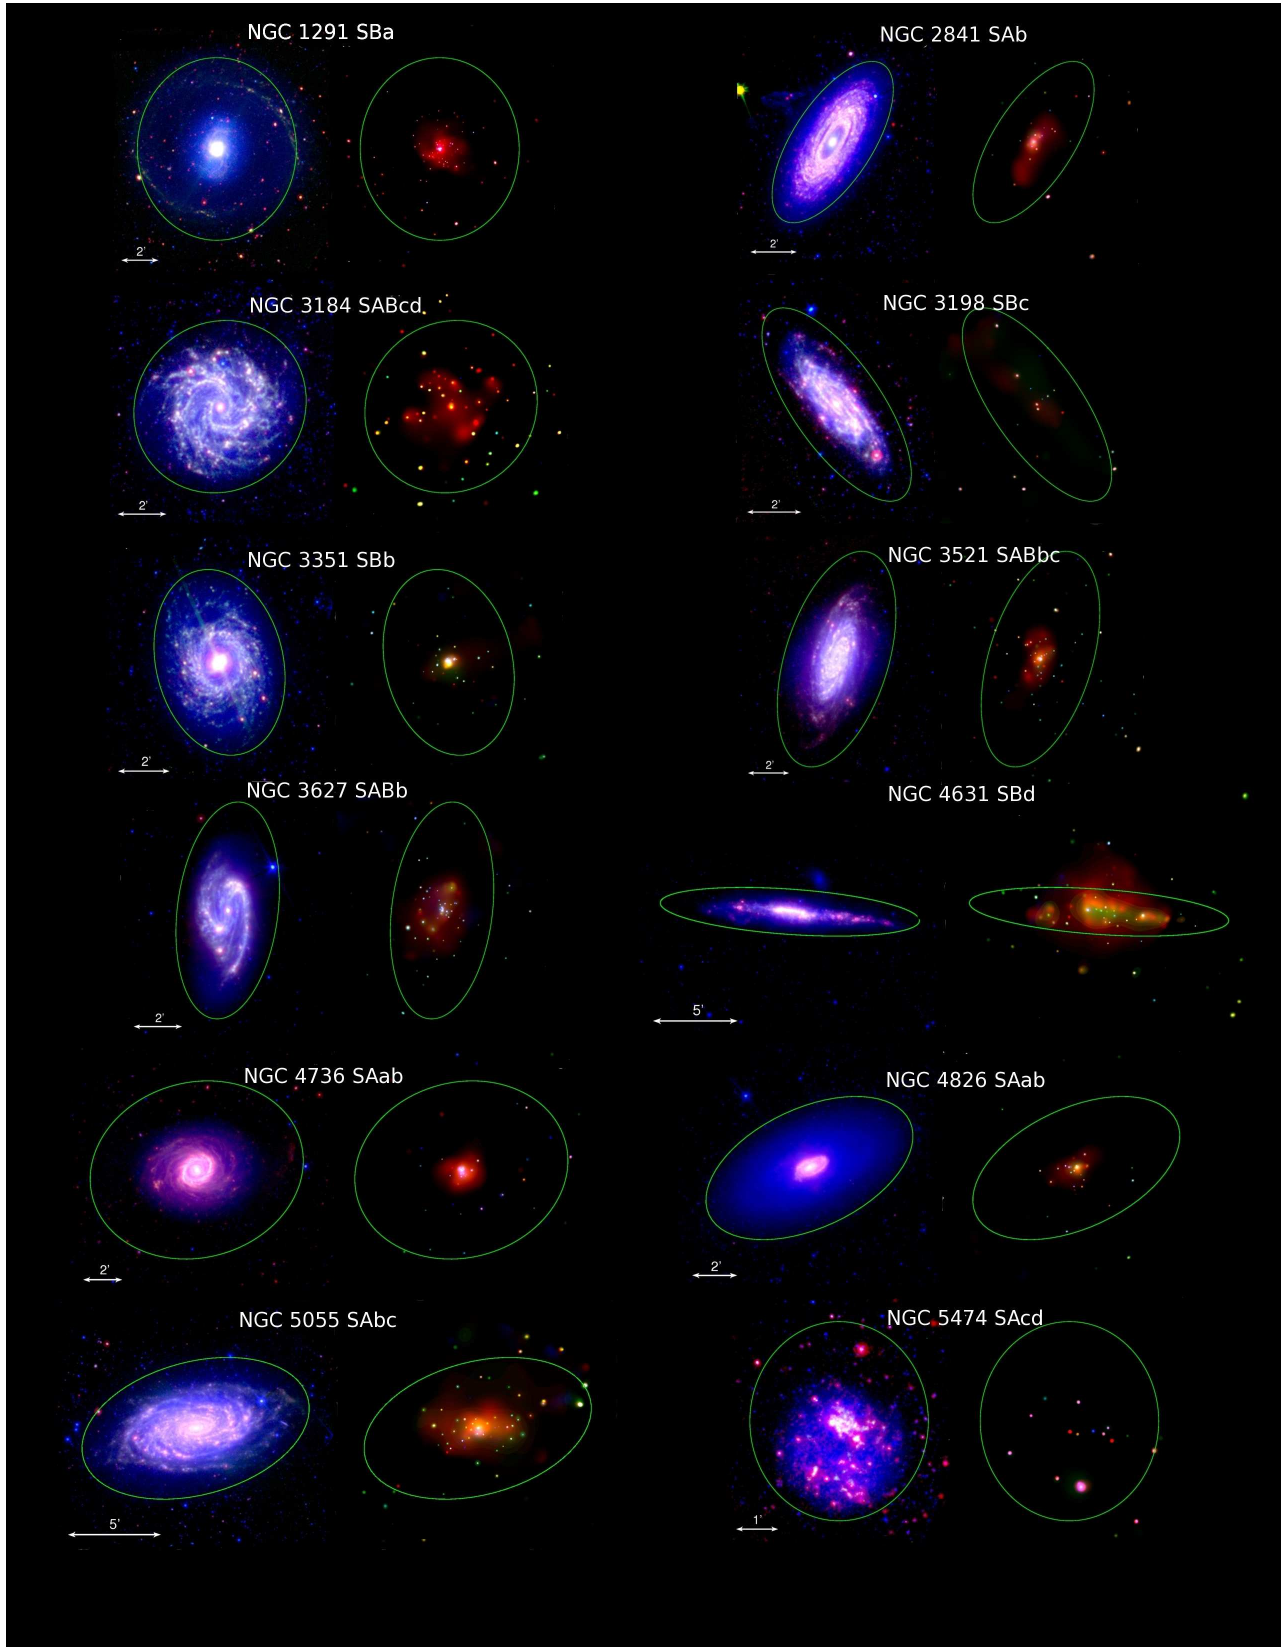 NGC 1291 SBa
NGC 2841 SAb
2'
2'
NGC 3184 SABcd
NGC 3198 SBc
2'
2'
NGC 3351 SBb
NGC 3521 SABbc
2'
2'
NGC 3627 SABb
NGC 4631 SBd
2'
5'
NGC 4736 SAab
NGC 4826 SAab
2'
2'
NGC 5055 SAbc
NGC 5474 SAcd
5'
1'